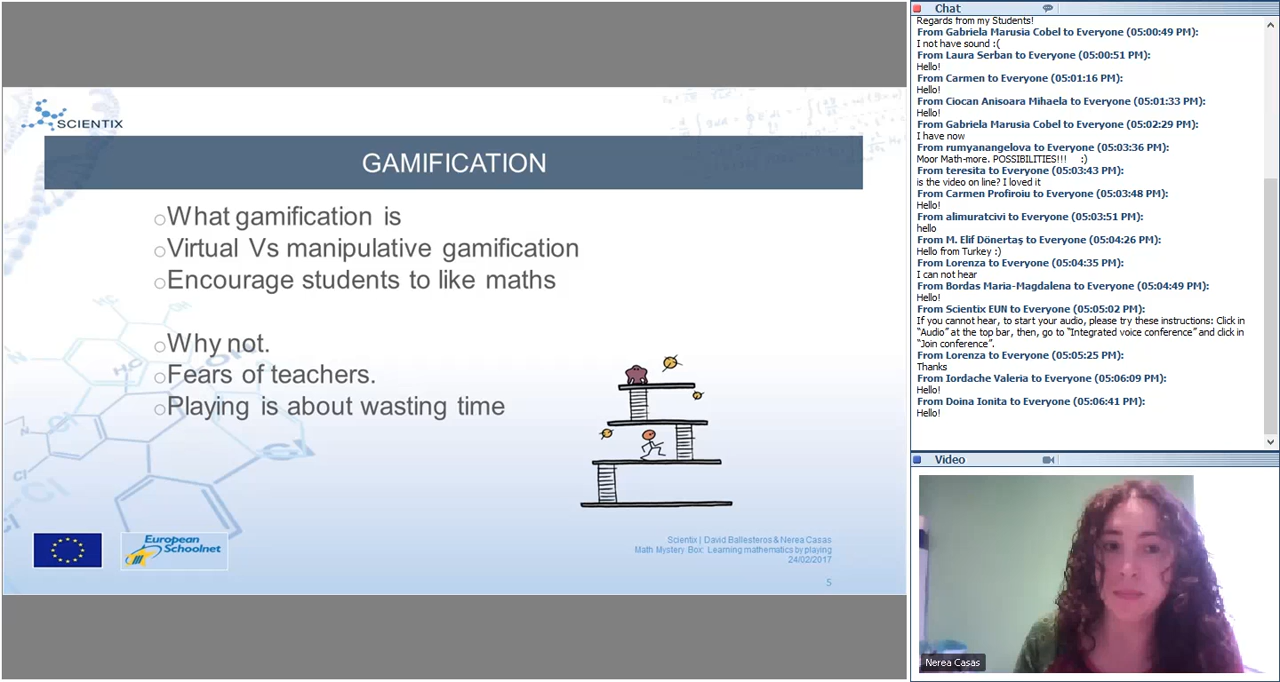 SCIENTIX
GAMIFICATION
What gamification is
Virtual Vs manipulative gamification
Encourage students to like maths
Why not.
Fears of teachers.
Playing is about wasting time
European
Schoolnet
Scientix | David Ballesteros & Nerea Casas
Math Mystery Box: Learning mathematics by playing
24/02/2017
5
Chat
Regards from my Students!
From Gabriela Marusia Cobel to Everyone (05:00:49 PM):
I not have sound :(
From Laura Serban to Everyone (05:00:51 PM):
Hello!
From Carmen to Everyone (05:01:16 PM):
Hello!
From Ciocan Anisoara Mihaela to Everyone (05:01:33 PM):
Hello!
From Gabriela Marusia Cobel to Everyone (05:02:29 PM):
I have now
From rumyanangelova to Everyone (05:03:36 PM):
Moor Math-more. POSSIBILITIES!!! :)
From teresita to Everyone (05:03:43 PM):
is the video on line? I loved it
From Carmen Profiroiu to Everyone (05:03:48 PM):
Hello!
From alimuratcivi to Everyone (05:03:51 PM):
hello
From M. Elif Dönertaş to Everyone (05:04:26 PM):
Hello from Turkey :)
From Lorenza to Everyone (05:04:35 PM):
I can not hear
From Bordas Maria-Magdalena to Everyone (05:04:49 PM):
Hello!
From Scientix EUN to Everyone (05:05:02 PM):
If you cannot hear, to start your audio, please try these instructions: Click in
“Audio” at the top bar, then, go to “Integrated voice conference” and click in
“Join conference”.
From Lorenza to Everyone (05:05:25 PM):
Thanks
From Iordache Valeria to Everyone (05:06:09 PM):
Hello!
From Doina Ionita to Everyone (05:06:41 PM):
Hello!
Video
Nerea Casas